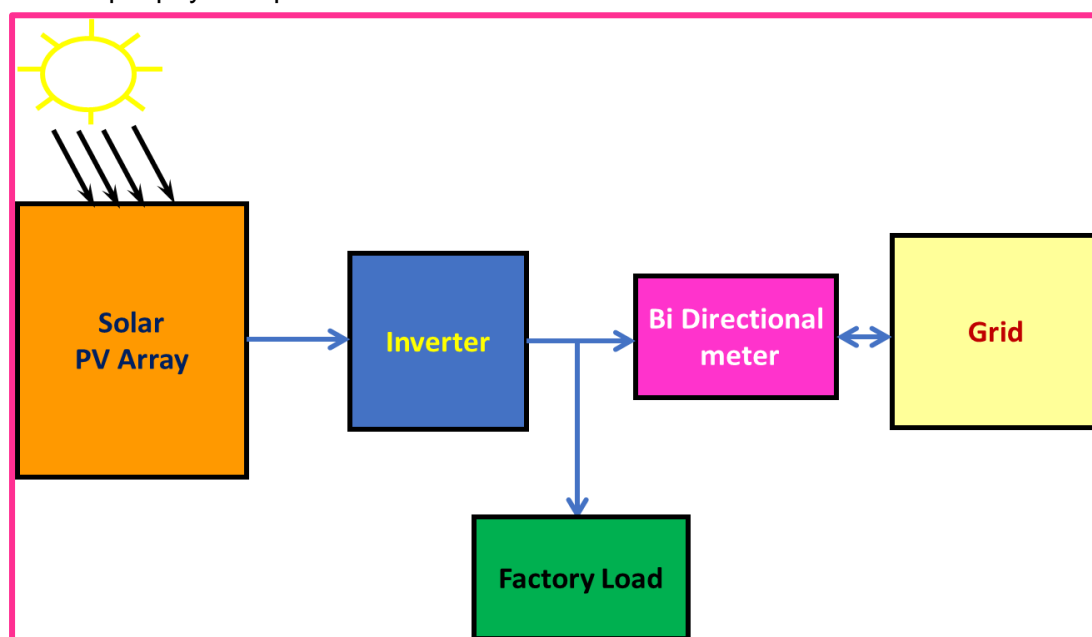 Solar
PV Array
Inverter
Bi Directional
meter
Grid
Factory Load